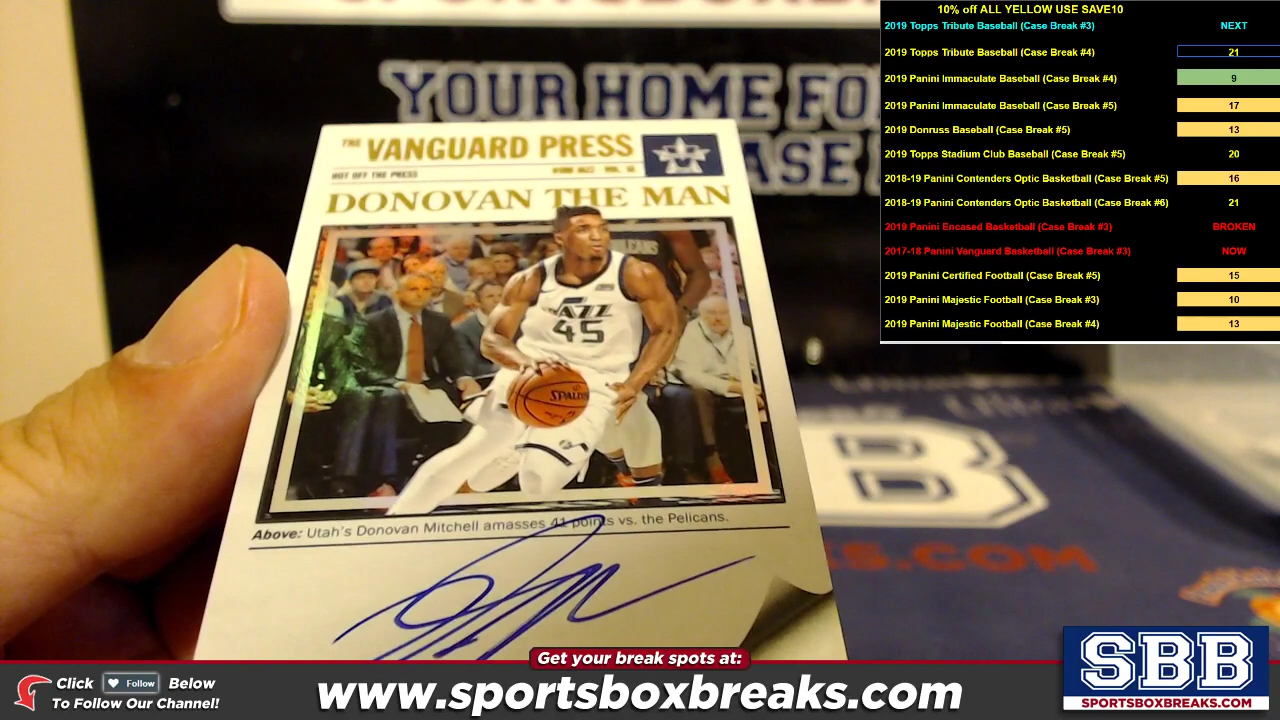 10% off ALL YELLOW USE SAVE10
2019 Topps Tribute Baseball (Case Break #3) NEXT
2019 Topps Tribute Baseball (Case Break #4) 21
2019 Panini Immaculate Baseball (Case Break #4) 9
2019 Panini Immaculate Baseball (Case Break #5) 17
2019 Donruss Baseball (Case Break #5) 13
2019 Topps Stadium Club Baseball (Case Break #5) 20
2018-19 Panini Contenders Optic Basketball (Case Break #5) 16
2018-19 Panini Contenders Optic Basketball (Case Break #6) 21
2019 Panini Encased Basketball (Case Break #3) BROKEN
2017-18 Panini Vanguard Basketball (Case Break #3) NOW
2019 Panini Certified Football (Case Break #5) 15
2019 Panini Majestic Football (Case Break #3) 10
2019 Panini Majestic Football (Case Break #4) 13
YOUR HOME FO
ASE
THE VANGUARD PRESS
HOT OFF THE PRESS
DONOVAN THE MAN
JAZZ
45
SPALDING
Above: Utah's Donovan Mitchell amasses 41 points vs. the Pelicans.
B
KS.COM
Get your break spots at:
www.sportsboxbreaks.com
Click Follow Below
To Follow Our Channel!
SBB
SPORTSBOXBREAKS.COM